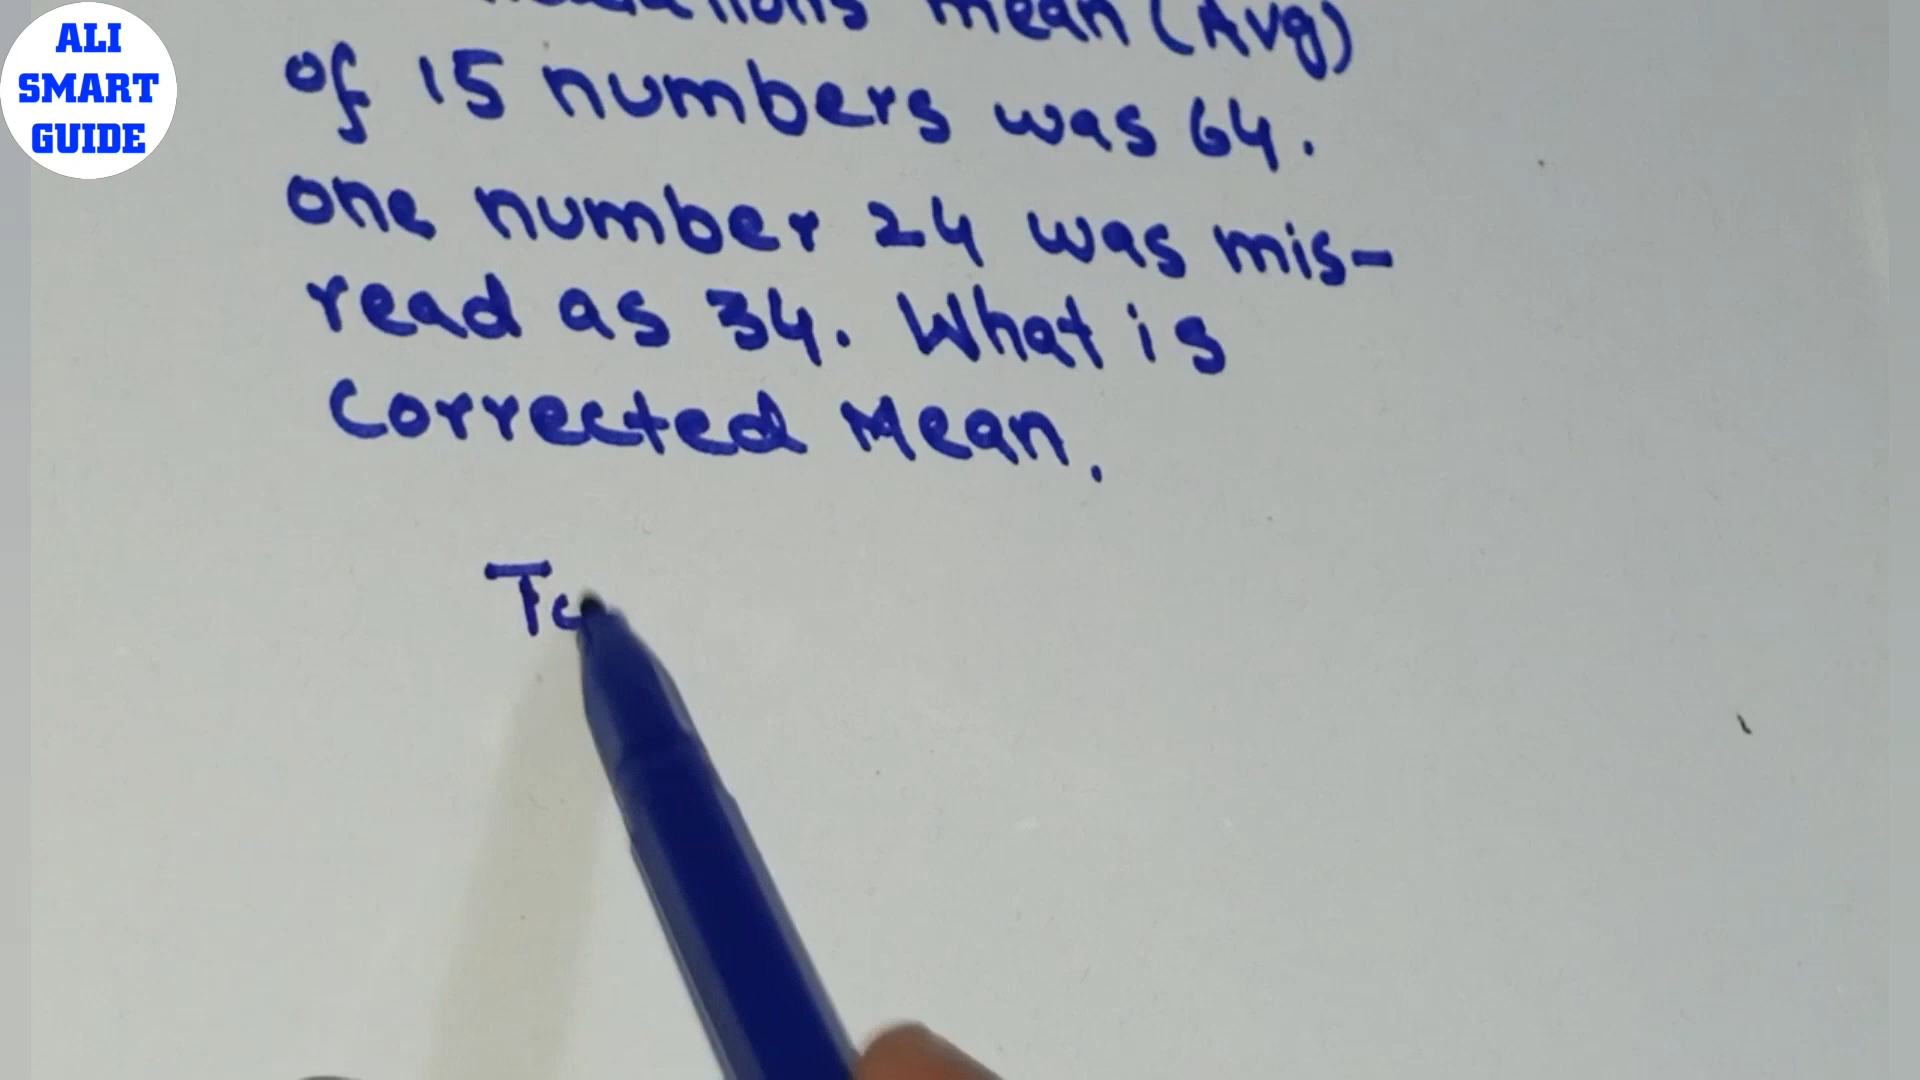 ALI
SMART
GUIDE
mean (Avg)
of 15 numbers was 64.
one number 24 was mis-
read as 34. What is
Corrected Mean.
To